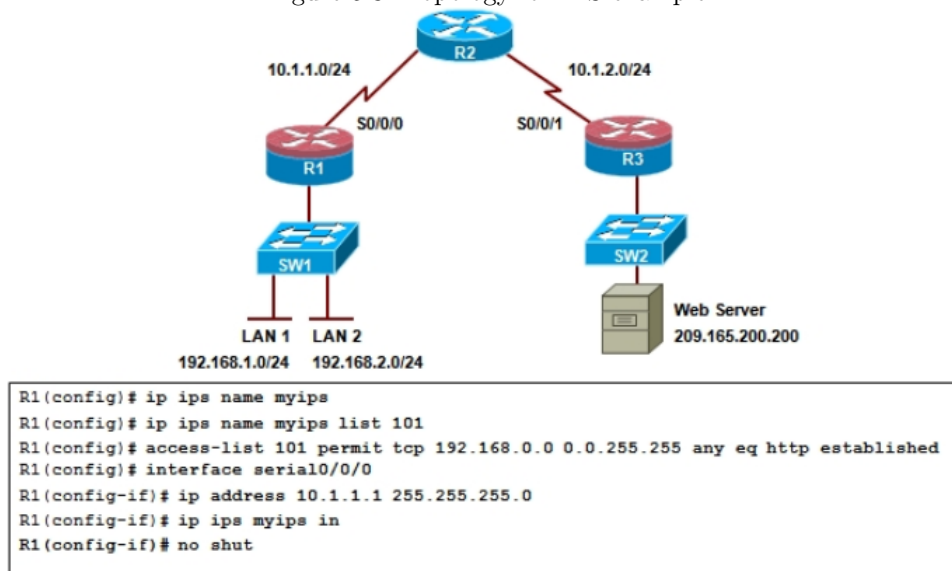 R2
10.1.1.0/24
10.1.2.0/24
S0/0/0
S0/0/1
R1
R3
SW1
SW2
Web Server
209.165.200.200
LAN 1
LAN 2
192.168.1.0/24
192.168.2.0/24
R1(config)# ip ips name myips
R1(config)# ip ips name myips list 101
R1(config)# access-list 101 permit tcp 192.168.0.0 0.0.255.255 any eq http established
R1(config)# interface serial0/0/0
R1(config-if)# ip address 10.1.1.1 255.255.255.0
R1(config-if)# ip ips myips in
R1(config-if)# no shut